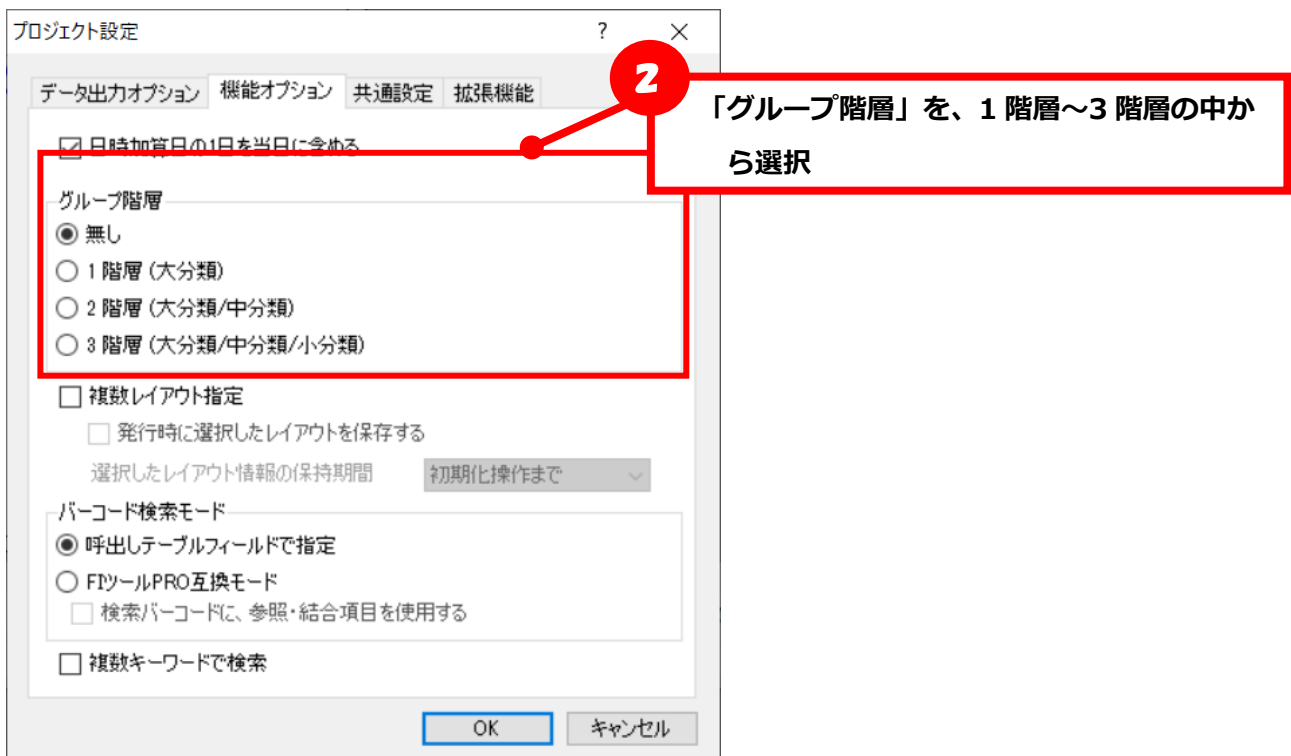 プロジェクト設定
?
データ出力オプション 機能オプション 共通設定 拡張機能
2
「グループ階層」を、1 階層～3 階層の中か
ら選択
日時加算日の1日を当日に含める
グループ階層
無し
1 階層 (大分類)
2 階層 (大分類/中分類)
3 階層 (大分類/中分類/小分類)
複数レイアウト指定
発行時に選択したレイアウトを保存する
選択したレイアウト情報の保持期間 初期化操作まで
バーコード検索モード
呼出しテーブルフィールドで指定
FIツールPRO互換モード
検索バーコードに、参照・結合項目を使用する
複数キーワードで検索
OK キャンセル